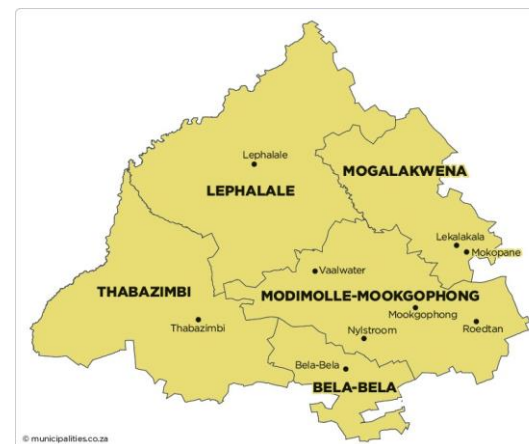 Lephalale
LEPHALALE
MOGALAKWENA
Lekalakala
Mokopane
Vaalwater
THABAZIMBI
MODIMOLLE-MOOKGOPHONG
Mookgophong
Thabazimbi
Roedtan
Nylstroom
Bela-Bela
BELA-BELA
© municipalities.co.za